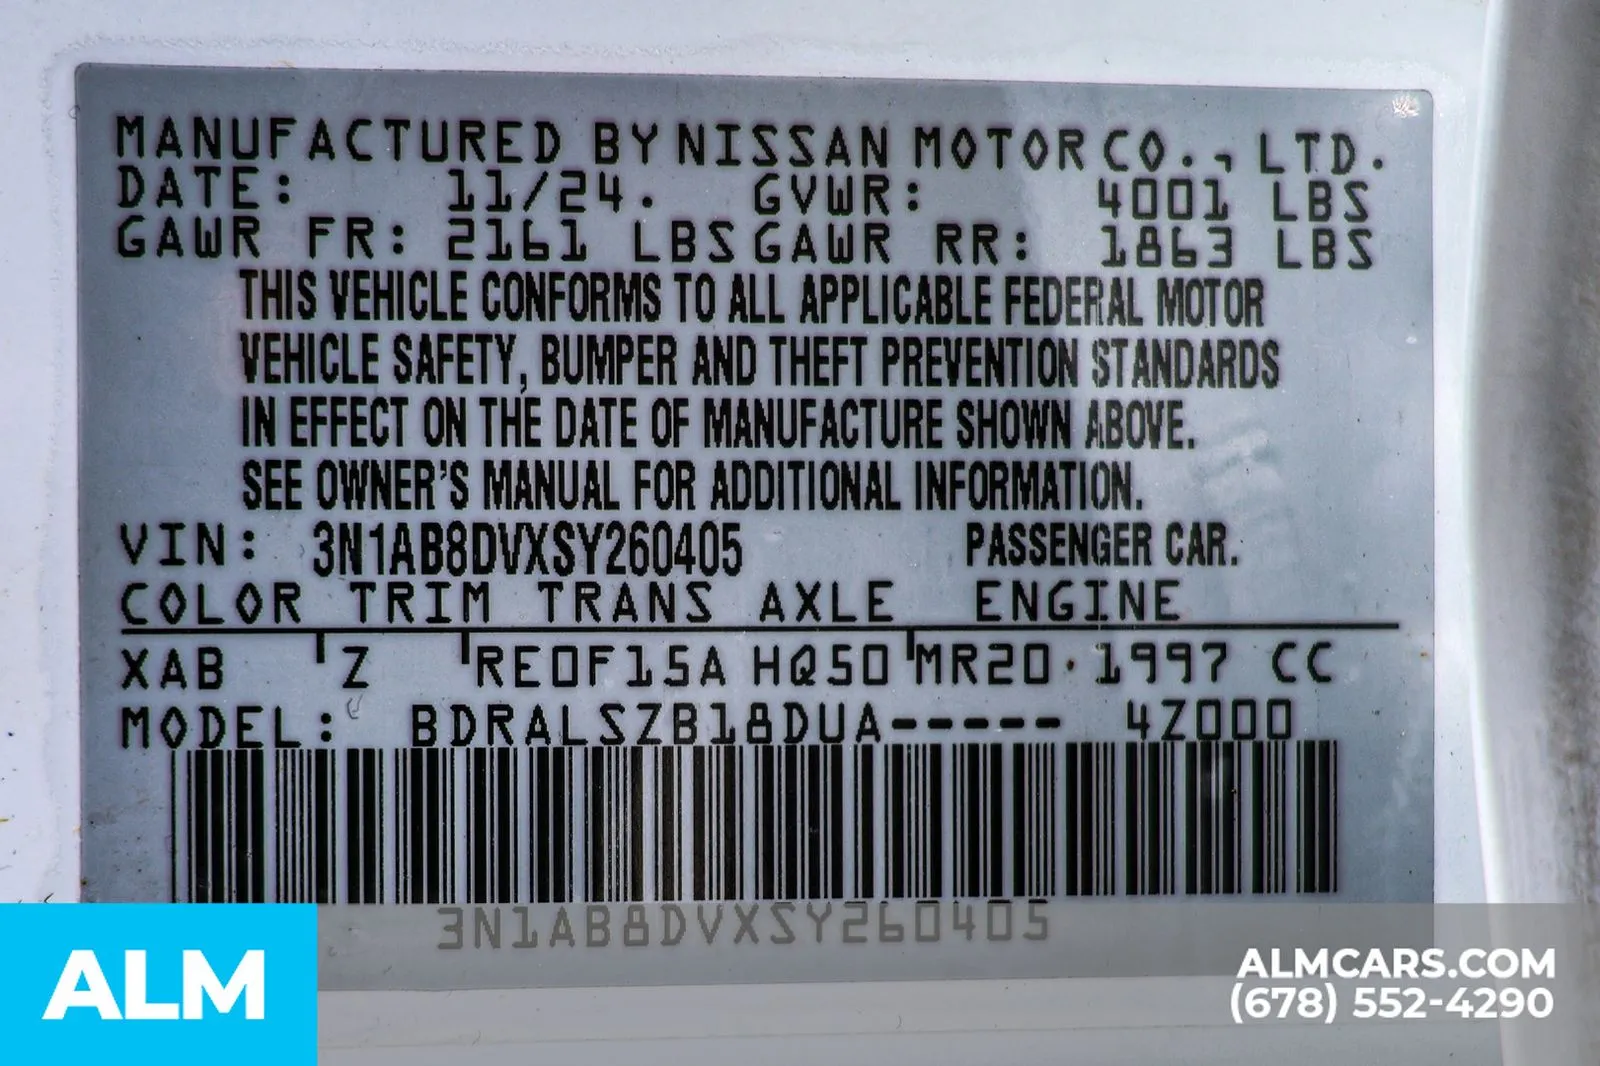 MANUFACTURED BY NISSAN MOTOR CO., LTD.
DATE: 11/24. GVWR: 4001 LBS
GAWR FR: 2161 LBS GAWR RR: 1863 LBS
THIS VEHICLE CONFORMS TO ALL APPLICABLE FEDERAL MOTOR
VEHICLE SAFETY, BUMPER AND THEFT PREVENTION STANDARDS
IN EFFECT ON THE DATE OF MANUFACTURE SHOWN ABOVE.
SEE OWNER'S MANUAL FOR ADDITIONAL INFORMATION.
VIN: 3N1AB8DVXSY260405 PASSENGER CAR.
COLOR TRIM TRANS AXLE ENGINE
XAB Z RE0F15A HQ50 MR20 · 1997 CC
MODEL: BDRALSZB18DUA----- 4Z000
3N1AB8DVXSY260405
ALM
ALMCARS.COM
(678) 552-4290